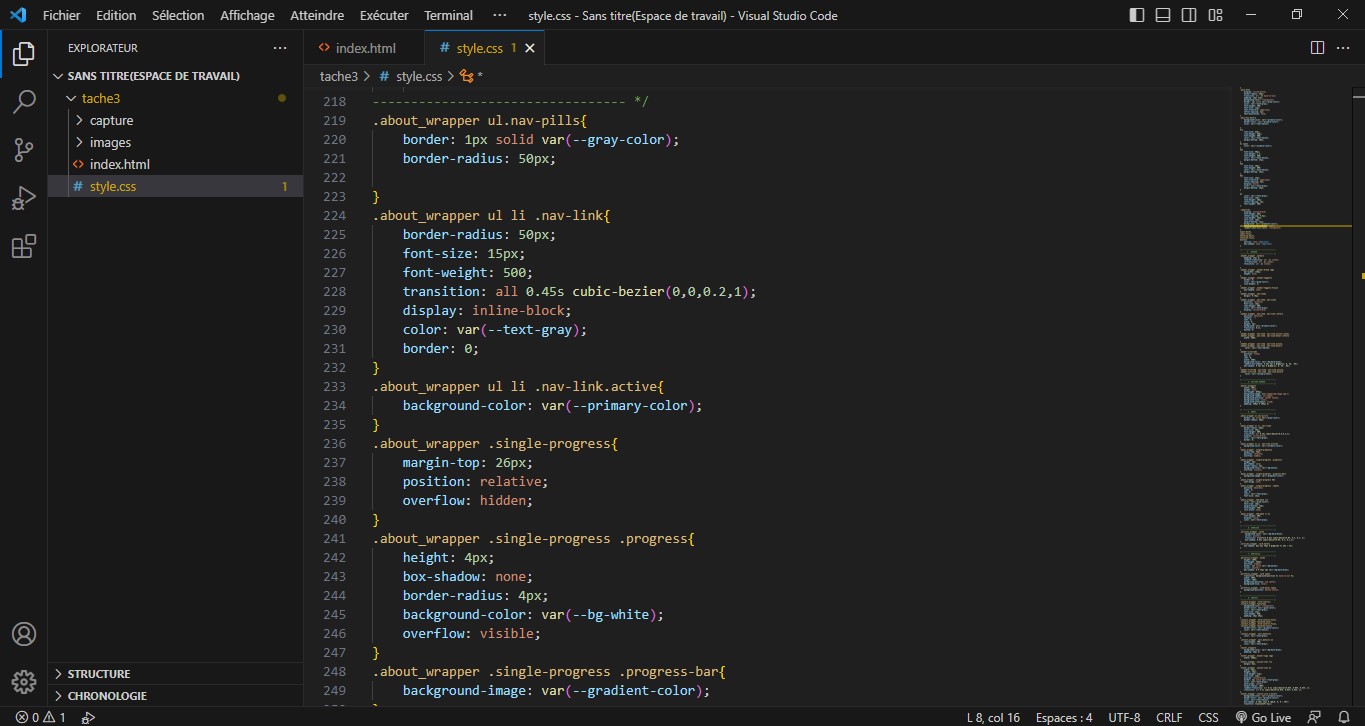 Fichier Edition Sélection Affichage Atteindre Exécuter Terminal ··· style.css - Sans titre(Espace de travail) - Visual Studio Code
EXPLORATEUR ···
SANS TITRE(ESPACE DE TRAVAIL)
tache3
capture
images
index.html
style.css 1
STRUCTURE
CHRONOLOGIE
index.html # style.css 1
tache3 > # style.css > *
218 --------------------------------- */
219 .about_wrapper ul.nav-pills{
220 border: 1px solid var(--gray-color);
221 border-radius: 50px;
222
223 }
224 .about_wrapper ul li .nav-link{
225 border-radius: 50px;
226 font-size: 15px;
227 font-weight: 500;
228 transition: all 0.45s cubic-bezier(0,0,0.2,1);
229 display: inline-block;
230 color: var(--text-gray);
231 border: 0;
232 }
233 .about_wrapper ul li .nav-link.active{
234 background-color: var(--primary-color);
235 }
236 .about_wrapper .single-progress{
237 margin-top: 26px;
238 position: relative;
239 overflow: hidden;
240 }
241 .about_wrapper .single-progress .progress{
242 height: 4px;
243 box-shadow: none;
244 border-radius: 4px;
245 background-color: var(--bg-white);
246 overflow: visible;
247 }
248 .about_wrapper .single-progress .progress-bar{
249 background-image: var(--gradient-color);
0 1 L 8, col 16 Espaces : 4 UTF-8 CRLF CSS Go Live